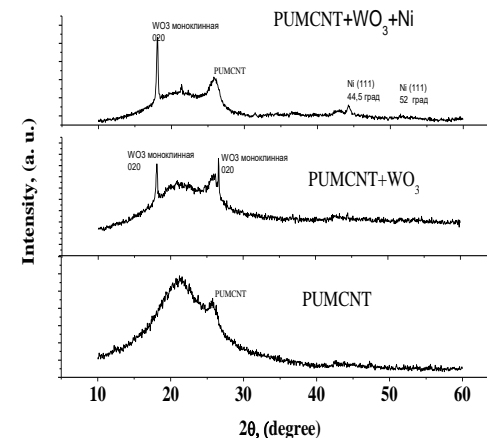 PUMCNT+WO3+Ni
WO3 моноклинная
020
PUMCNT
Ni (111)
44,5 град
Ni (111)
52 град
WO3 моноклинная
020
WO3 моноклинная
020
PUMCNT+WO3
PUMCNT
PUMCNT
Intensity, (a. u.)
10 20 30 40 50 60
2θ, (degree)